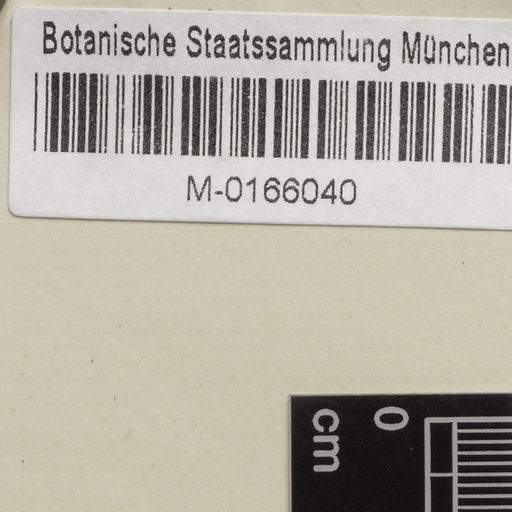 Botanische Staatssammlung München
M-0166040
0
cm